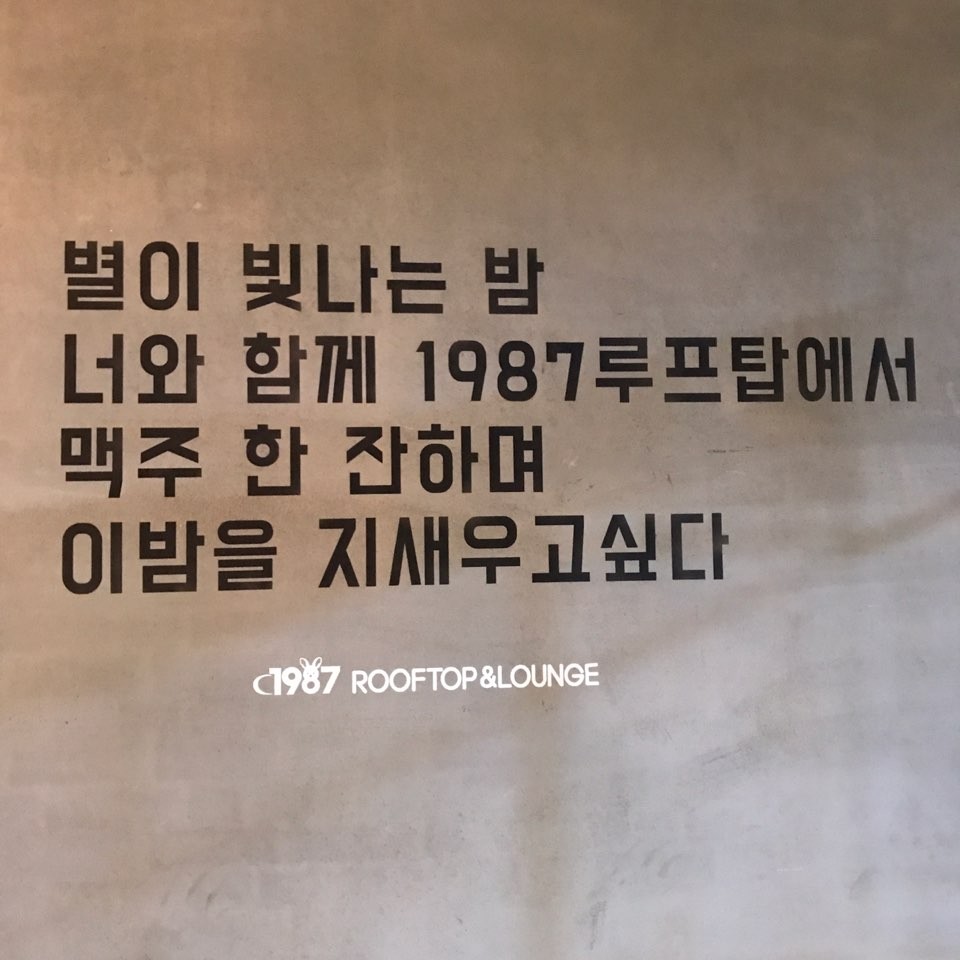 별이 빛나는 밤
너와 함께 1987루프탑에서
맥주 한 잔하며
이밤을 지새우고싶다
1987 ROOFTOP&LOUNGE